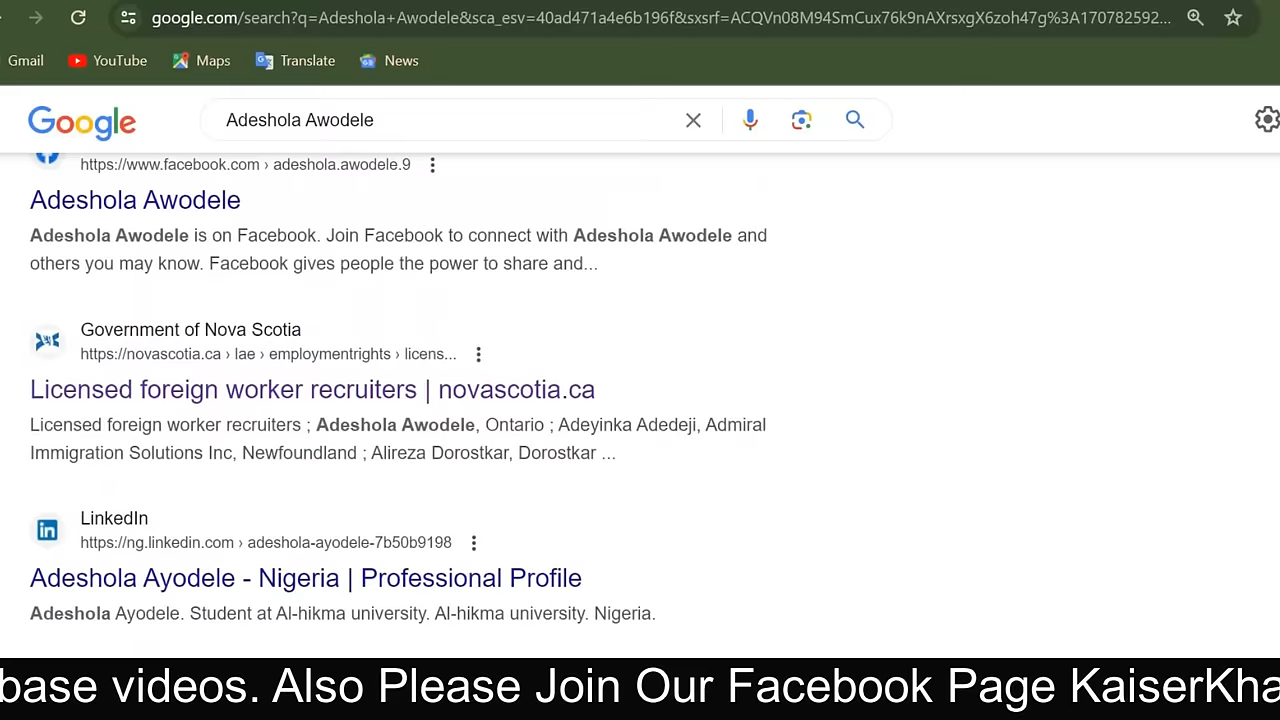 google.com/search?q=Adeshola+Awodele&sca_esv=40ad471a4e6b196f&sxsrf=ACQVn08M94SmCux76k9nAXrsxgX6zoh47g%3A170782592...
Gmail YouTube Maps Translate News
Google Adeshola Awodele
https://www.facebook.com › adeshola.awodele.9
Adeshola Awodele
Adeshola Awodele is on Facebook. Join Facebook to connect with Adeshola Awodele and
others you may know. Facebook gives people the power to share and...
Government of Nova Scotia
https://novascotia.ca › lae › employmentrights › licens...
Licensed foreign worker recruiters | novascotia.ca
Licensed foreign worker recruiters ; Adeshola Awodele, Ontario ; Adeyinka Adedeji, Admiral
Immigration Solutions Inc, Newfoundland ; Alireza Dorostkar, Dorostkar ...
LinkedIn
https://ng.linkedin.com › adeshola-ayodele-7b50b9198
Adeshola Ayodele - Nigeria | Professional Profile
Adeshola Ayodele. Student at Al-hikma university. Al-hikma university. Nigeria.
base videos. Also Please Join Our Facebook Page KaiserKha